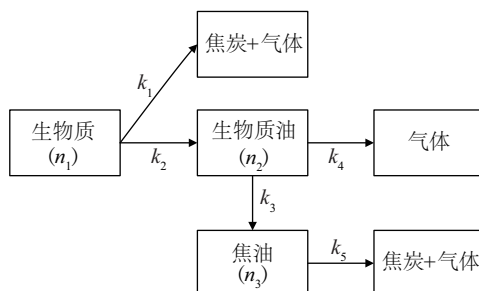 焦炭+气体
k₁
生物质
(n₁)
k₂
生物质油
(n₂)
k₄
气体
k₃
焦油
(n₃)
k₅
焦炭+气体